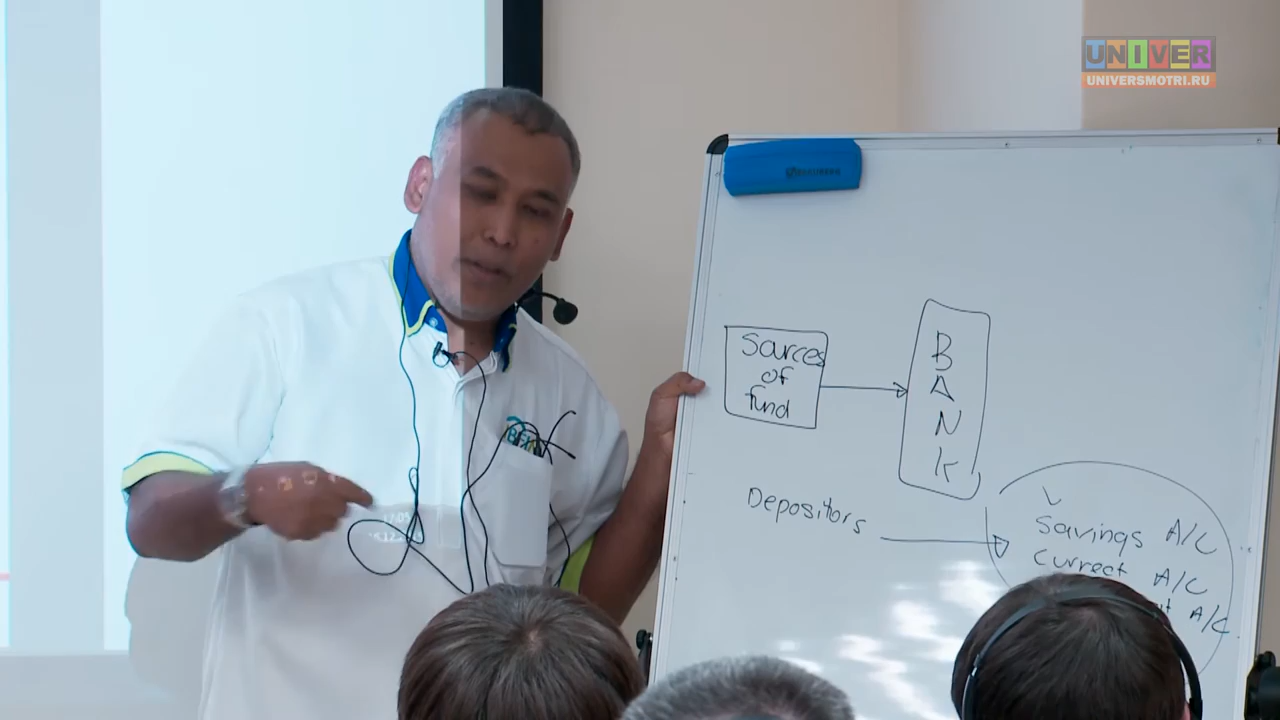 UNIVER
UNIVERSMOTRI.RU
Sources
of
fund
B
A
N
K
Depositors
Savings A/C
Current A/C
A/C